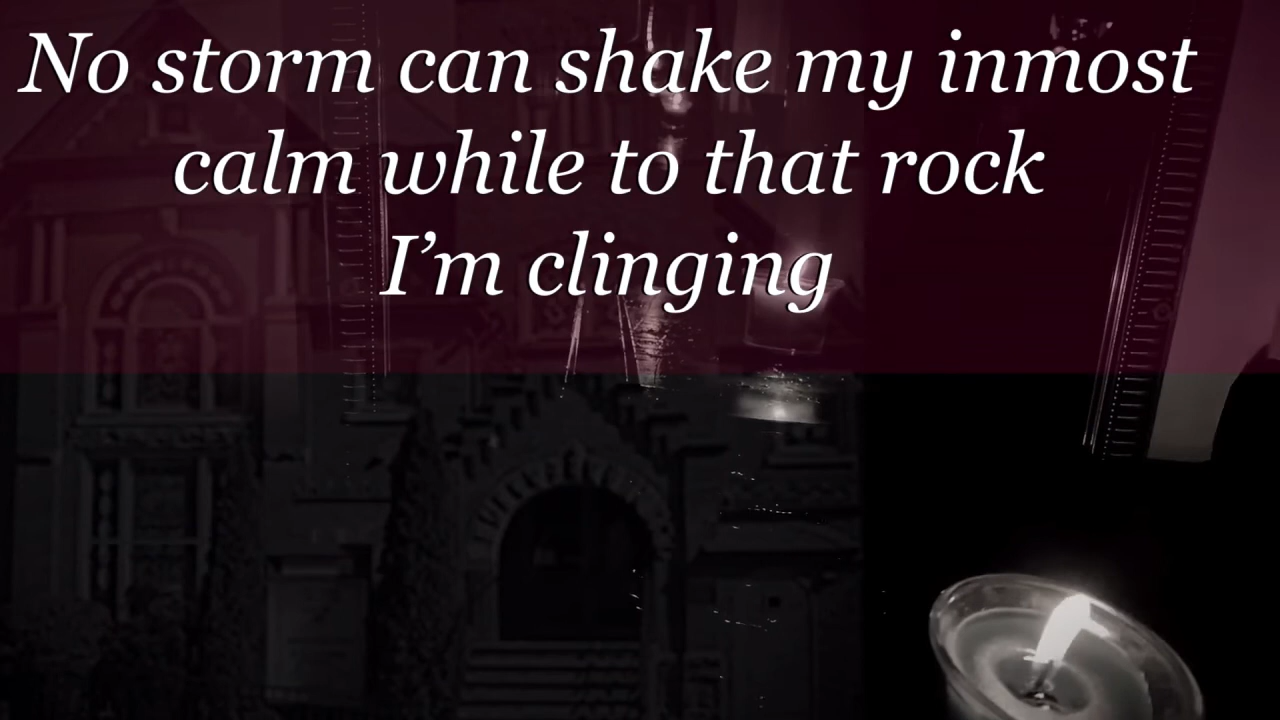 No storm can shake my inmost
calm while to that rock
I’m clinging